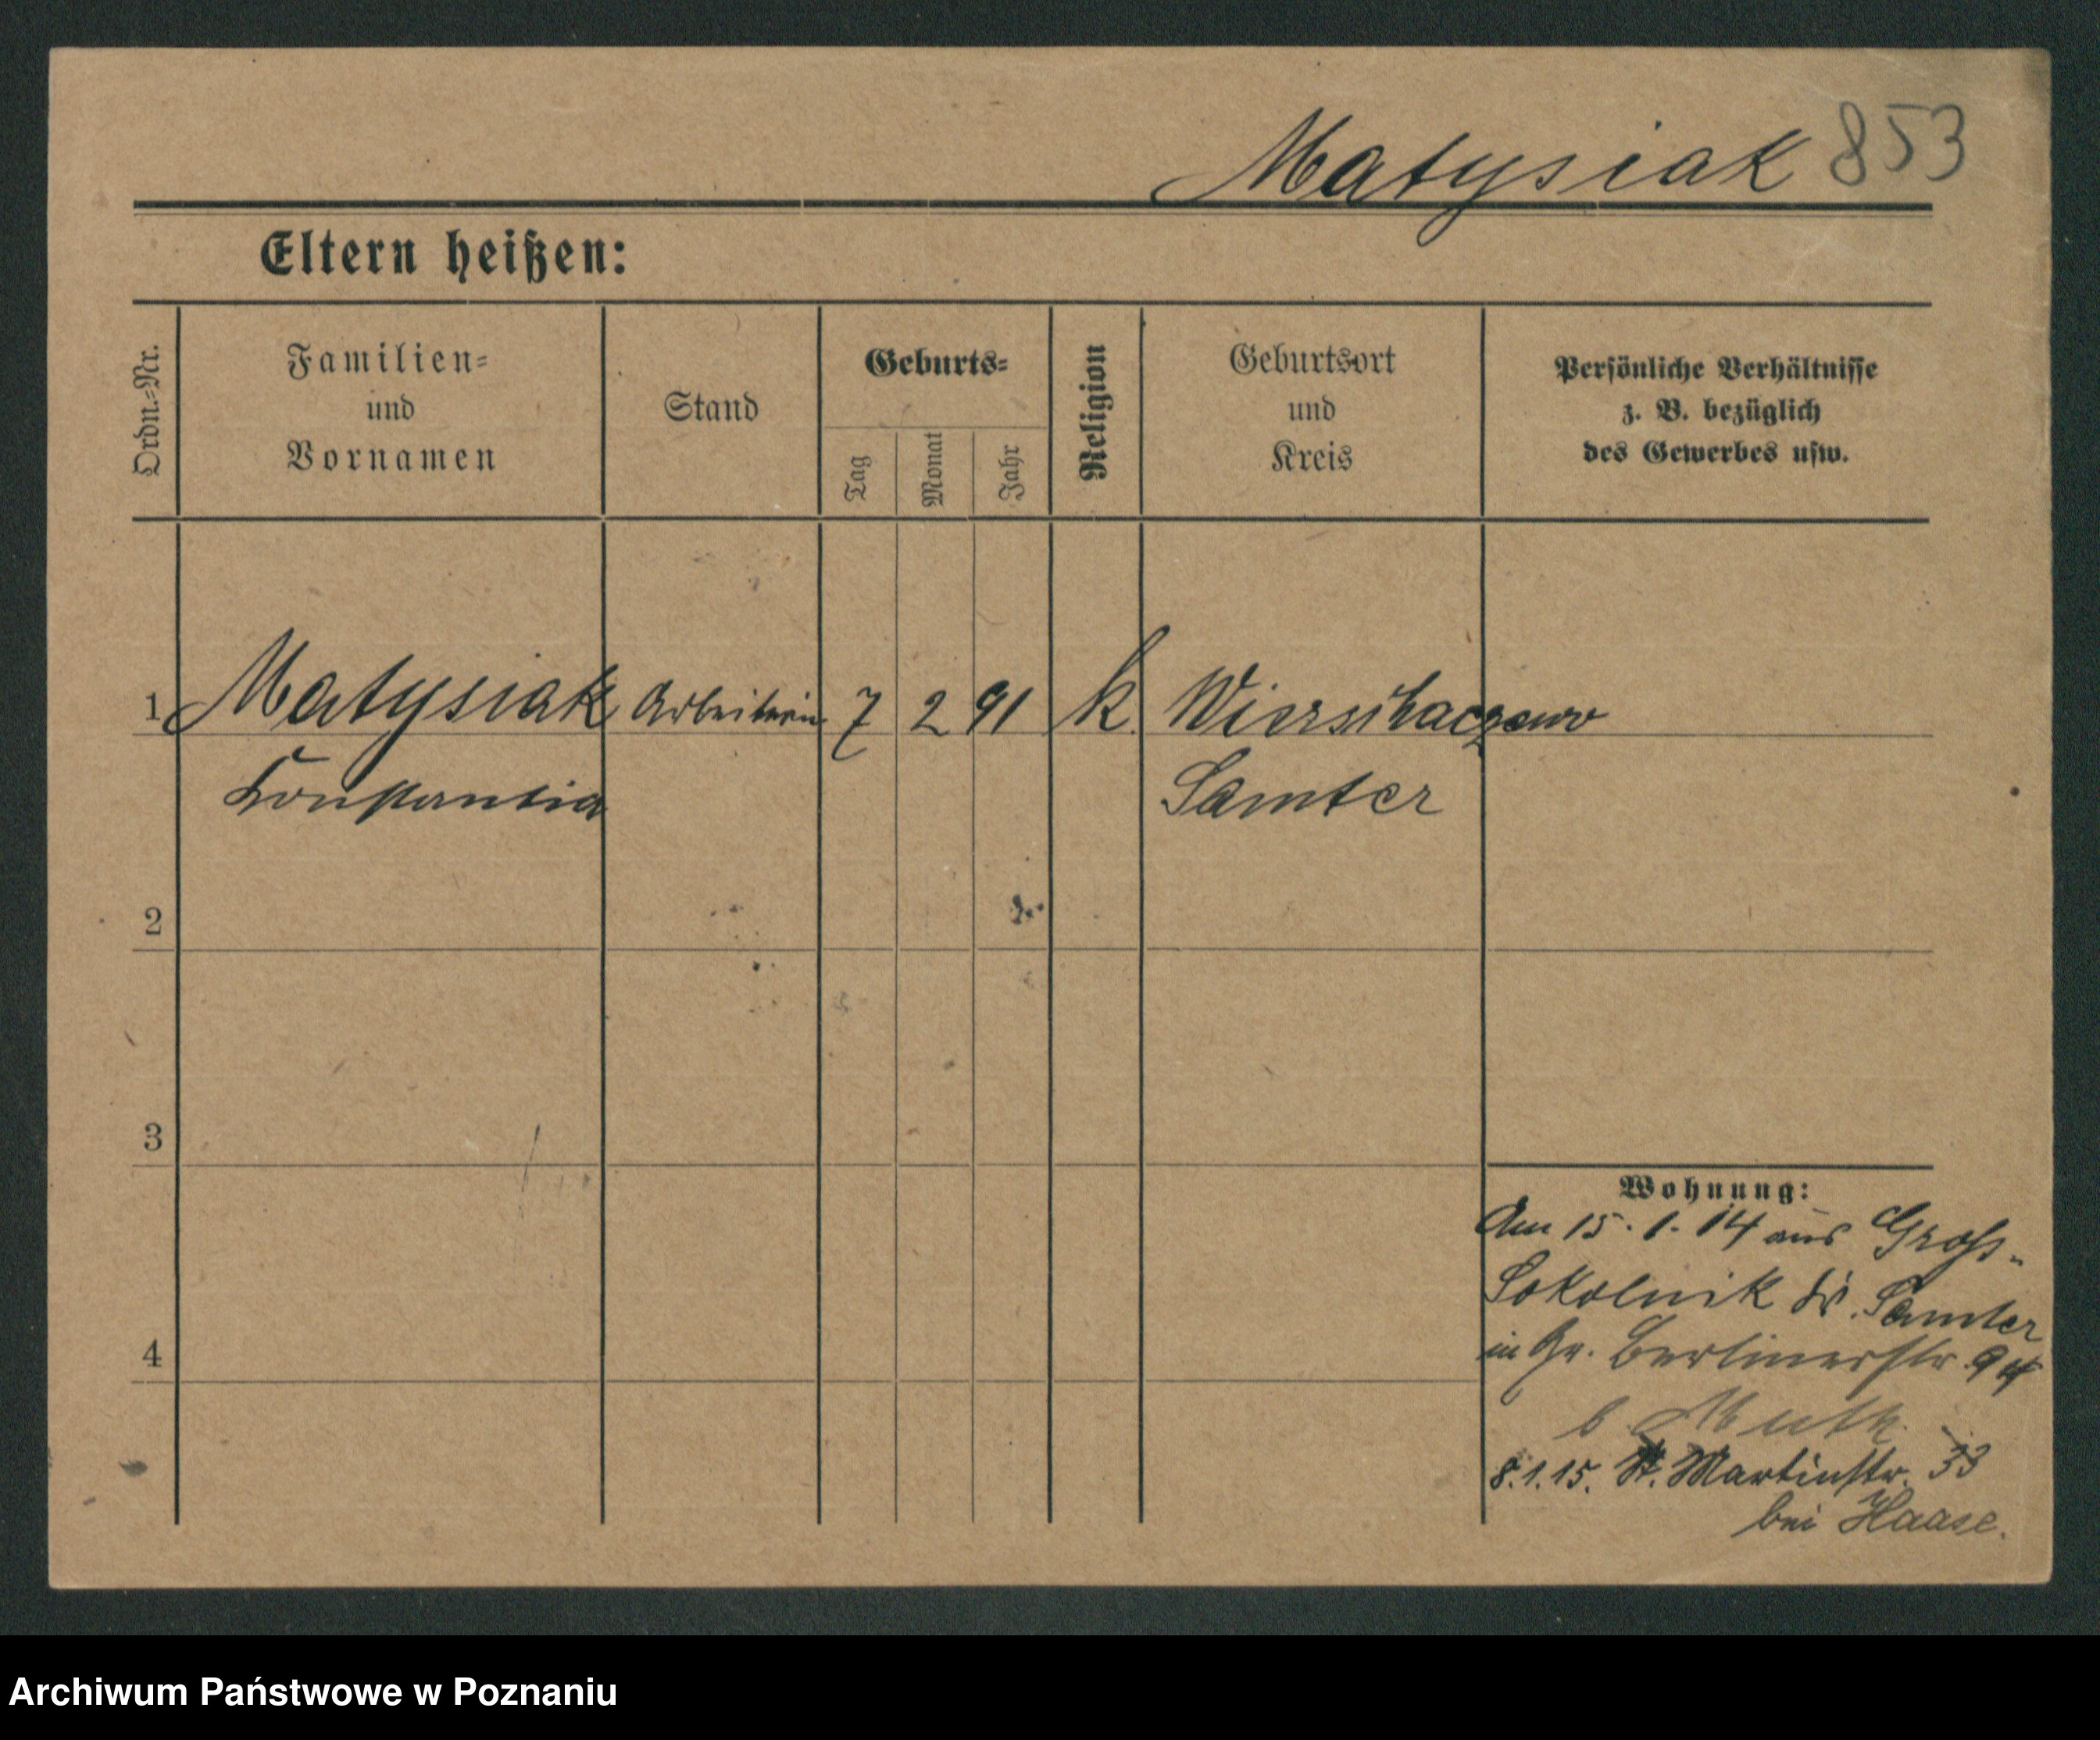 Matysiak 853
Eltern heißen:
Ordn.-Nr.
Familien-
und
Vornamen
Stand
Geburts-
Tag
Monat
Jahr
Religion
Geburtsort
und
Kreis
Persönliche Verhältnisse
z. B. bezüglich
des Gewerbes usw.
1 Matysiak Arbeiterin 7 2 91 k.
Konstantia
Samter
2
3
4
Wohnung:
Am 15.1.14 aus Gross-
Sokolnik Kr. Samter
in Gr. Berlinerstr. 94
b. Muth.
8.1.15. St. Martinstr. 33
bei Haase.
Archiwum Państwowe w Poznaniu